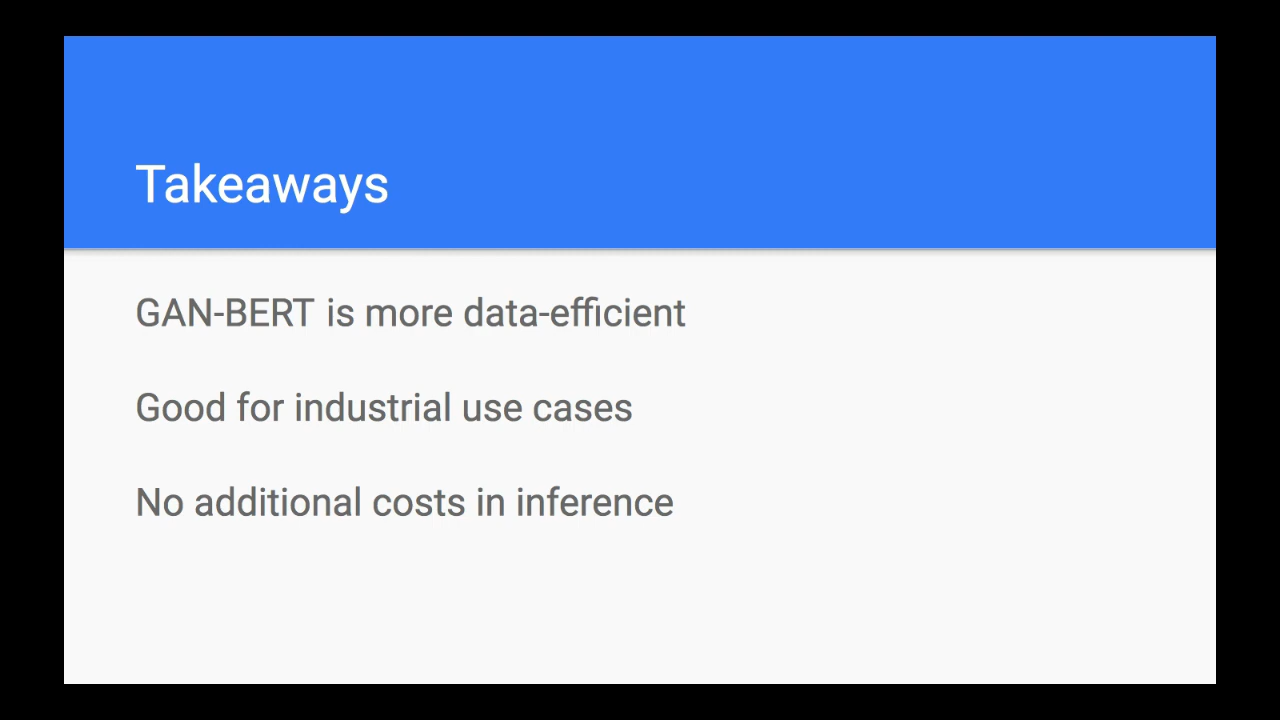 Takeaways
GAN-BERT is more data-efficient
Good for industrial use cases
No additional costs in inference